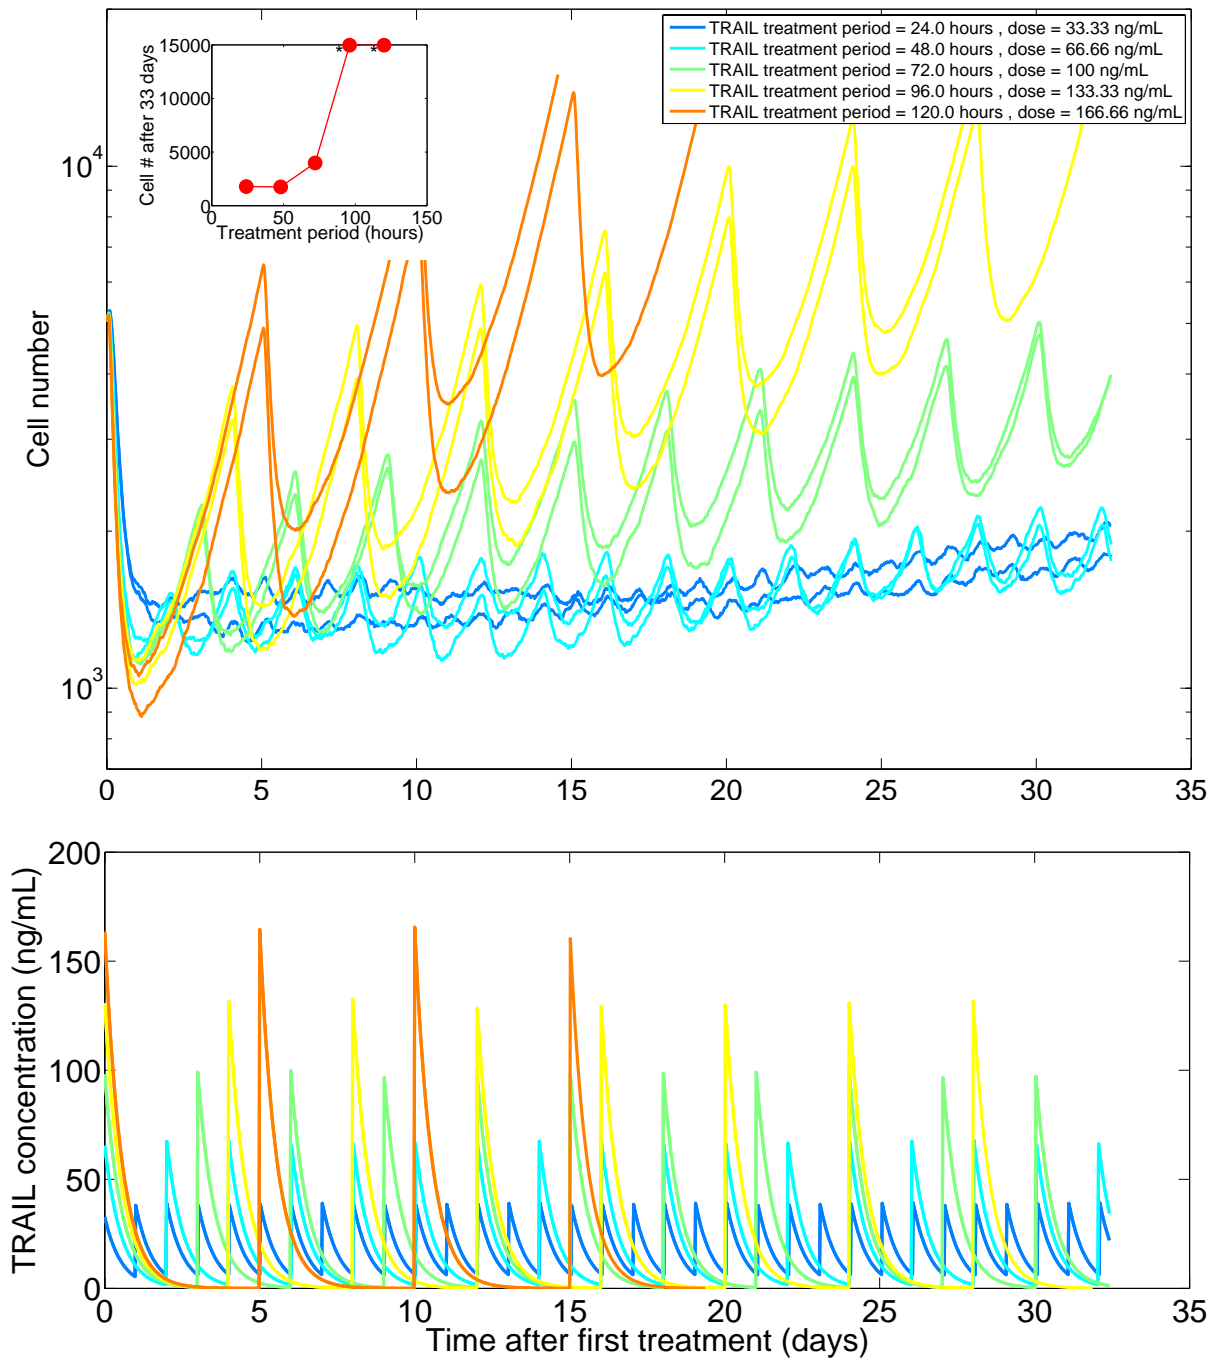 TRAIL treatment period = 24.0 hours , dose = 33.33 ng/mL
TRAIL treatment period = 48.0 hours , dose = 66.66 ng/mL
TRAIL treatment period = 72.0 hours , dose = 100 ng/mL
TRAIL treatment period = 96.0 hours , dose = 133.33 ng/mL
TRAIL treatment period = 120.0 hours , dose = 166.66 ng/mL
Cell # after 33 days
15000
10000
5000
0
* *
0 50 100 150
Treatment period (hours)
Cell number
10^4
10^3
0 5 10 15 20 25 30 35
TRAIL concentration (ng/mL)
200
150
100
50
0
0 5 10 15 20 25 30 35
Time after first treatment (days)